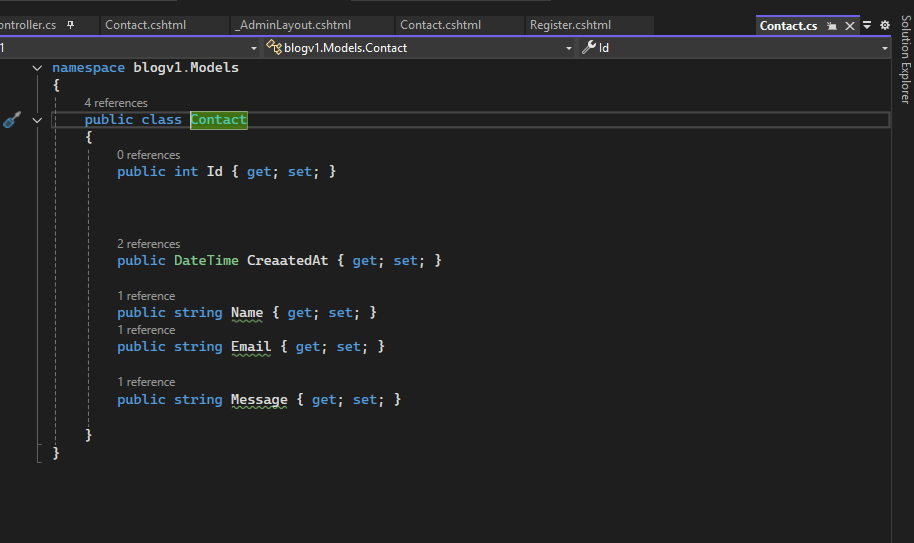 ontroller.cs Contact.cshtml _AdminLayout.cshtml Contact.cshtml Register.cshtml Contact.cs
1 blogv1.Models.Contact Id
Solution Explorer
namespace blogv1.Models
{
4 references
public class Contact
{
0 references
public int Id { get; set; }
2 references
public DateTime CreaatedAt { get; set; }
1 reference
public string Name { get; set; }
1 reference
public string Email { get; set; }
1 reference
public string Message { get; set; }
}
}